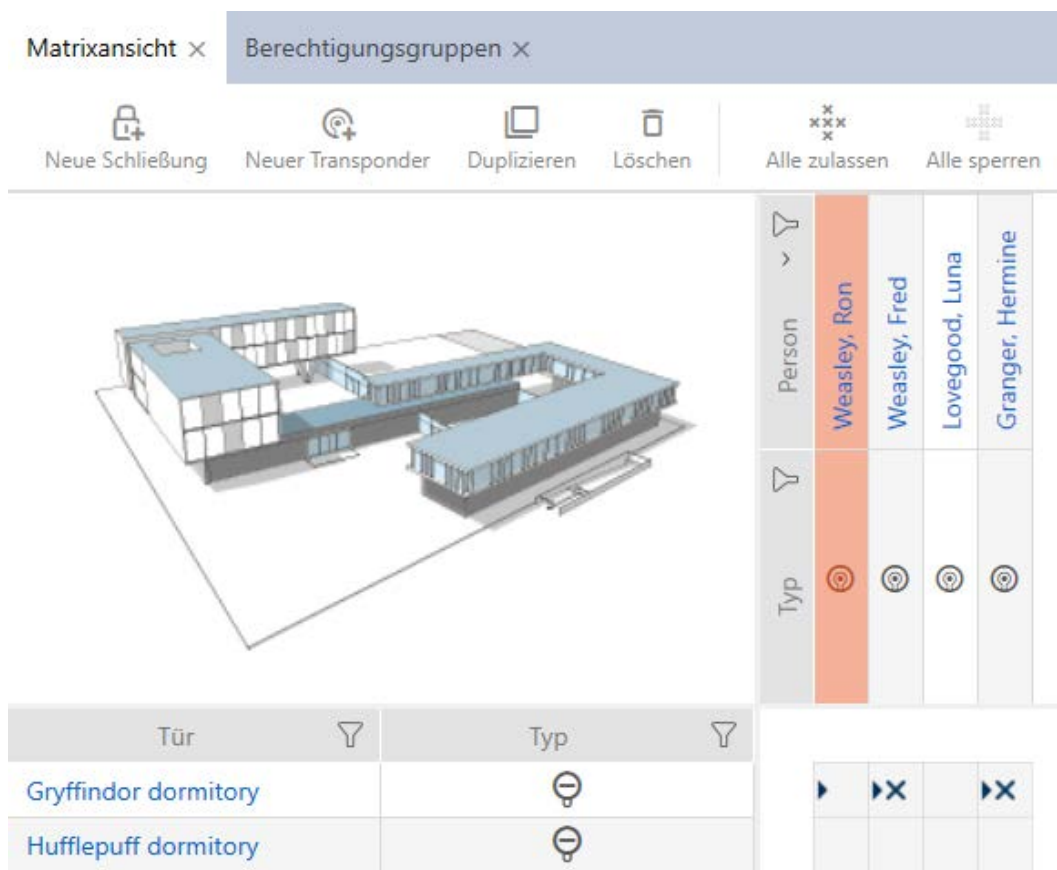 Matrixansicht × Berechtigungsgruppen ×
Neue Schließung Neuer Transponder Duplizieren Löschen Alle zulassen Alle sperren
Person Weasley, Ron Weasley, Fred Lovegood, Luna Granger, Hermine
Typ
Tür Typ
Gryffindor dormitory
Hufflepuff dormitory